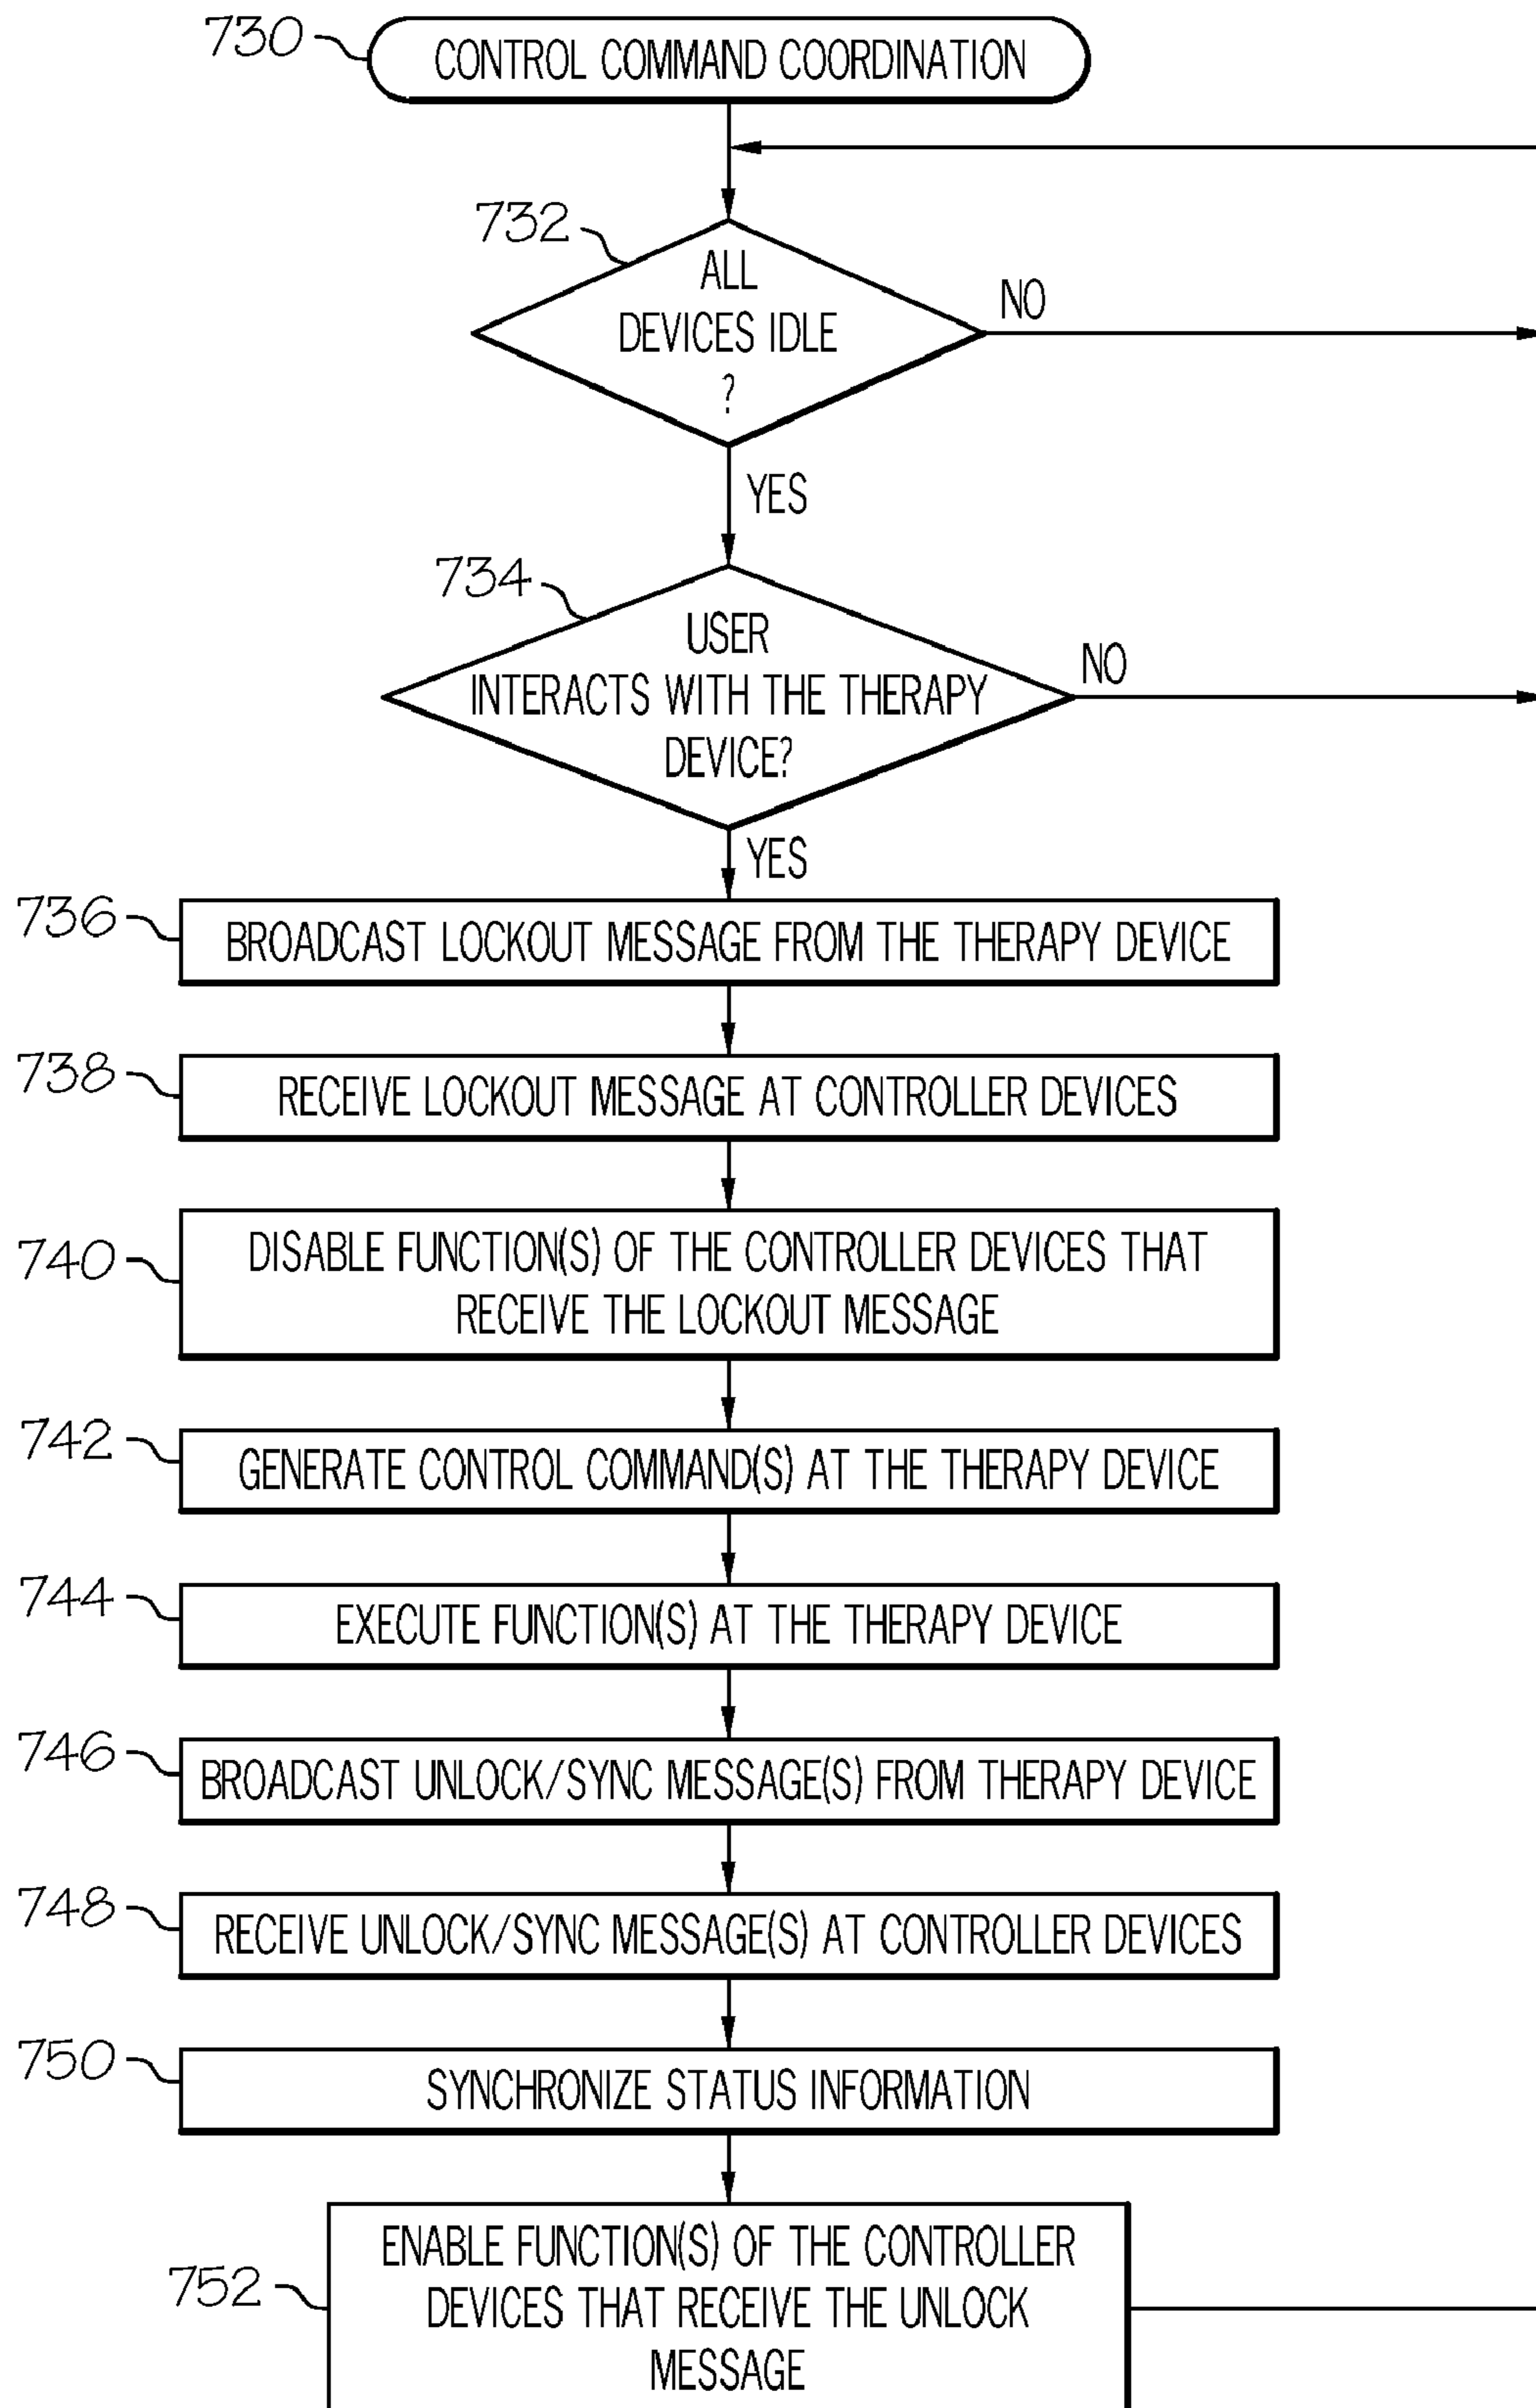 730
CONTROL COMMAND COORDINATION
732
ALL
DEVICES IDLE
?
NO
YES
734
USER
INTERACTS WITH THE THERAPY
DEVICE?
NO
YES
736
BROADCAST LOCKOUT MESSAGE FROM THE THERAPY DEVICE
738
RECEIVE LOCKOUT MESSAGE AT CONTROLLER DEVICES
740
DISABLE FUNCTION(S) OF THE CONTROLLER DEVICES THAT
RECEIVE THE LOCKOUT MESSAGE
742
GENERATE CONTROL COMMAND(S) AT THE THERAPY DEVICE
744
EXECUTE FUNCTION(S) AT THE THERAPY DEVICE
746
BROADCAST UNLOCK/SYNC MESSAGE(S) FROM THERAPY DEVICE
748
RECEIVE UNLOCK/SYNC MESSAGE(S) AT CONTROLLER DEVICES
750
SYNCHRONIZE STATUS INFORMATION
752
ENABLE FUNCTION(S) OF THE CONTROLLER
DEVICES THAT RECEIVE THE UNLOCK
MESSAGE